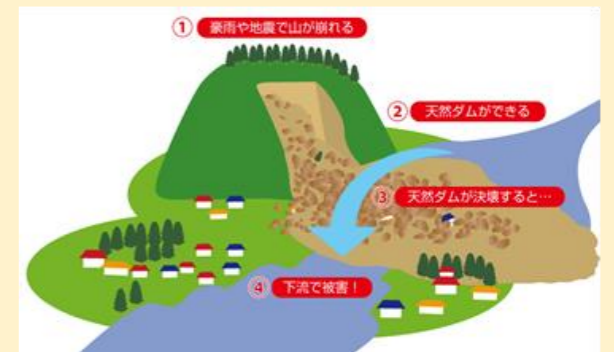 ① 豪雨や地震で山が崩れる
② 天然ダムができる
③ 天然ダムが決壊すると…
④ 下流で被害！